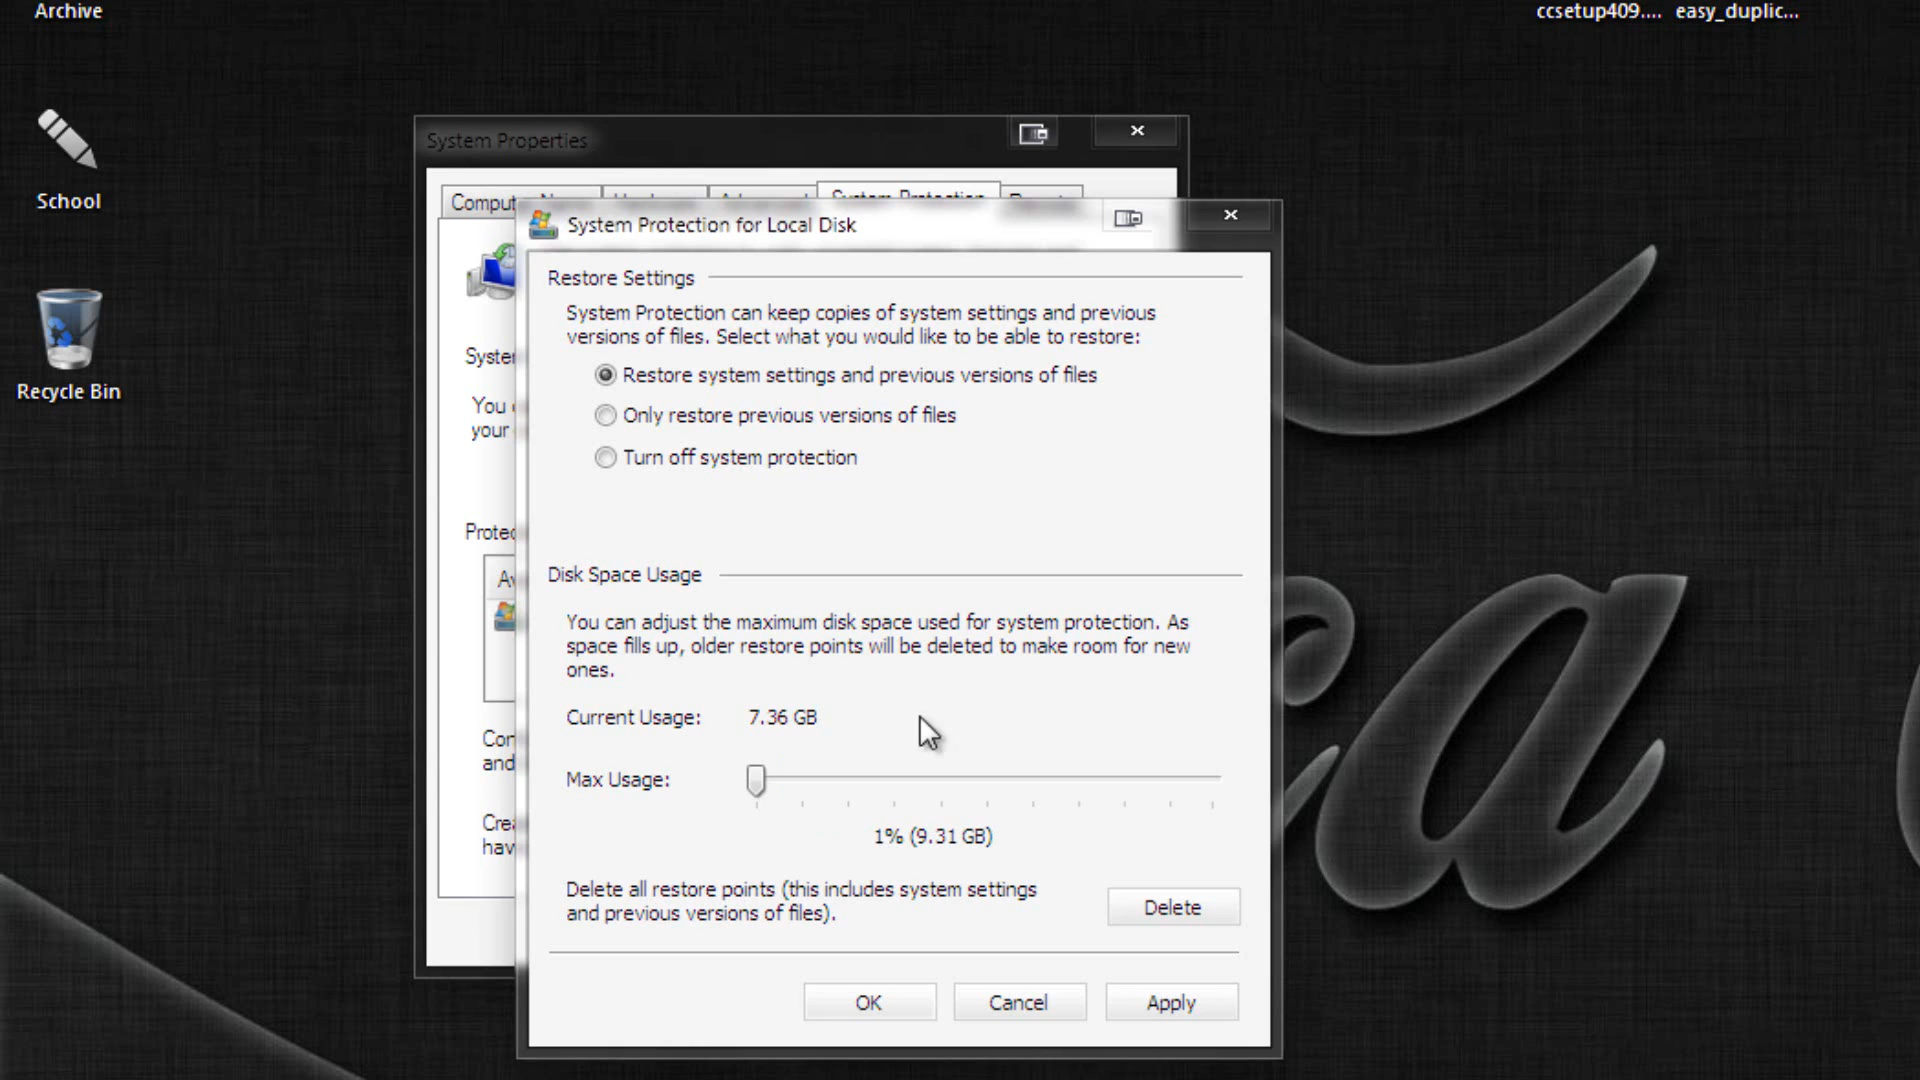 Archive
ccsetup409.... easy_duplic...
School
Recycle Bin
System Properties
System Protection for Local Disk
Restore Settings
System Protection can keep copies of system settings and previous
versions of files. Select what you would like to be able to restore:
Restore system settings and previous versions of files
Only restore previous versions of files
Turn off system protection
You
your
Disk Space Usage
You can adjust the maximum disk space used for system protection. As
space fills up, older restore points will be deleted to make room for new
ones.
Current Usage: 7.36 GB
Max Usage:
1% (9.31 GB)
and
Delete all restore points (this includes system settings
and previous versions of files).
Delete
OK Cancel Apply